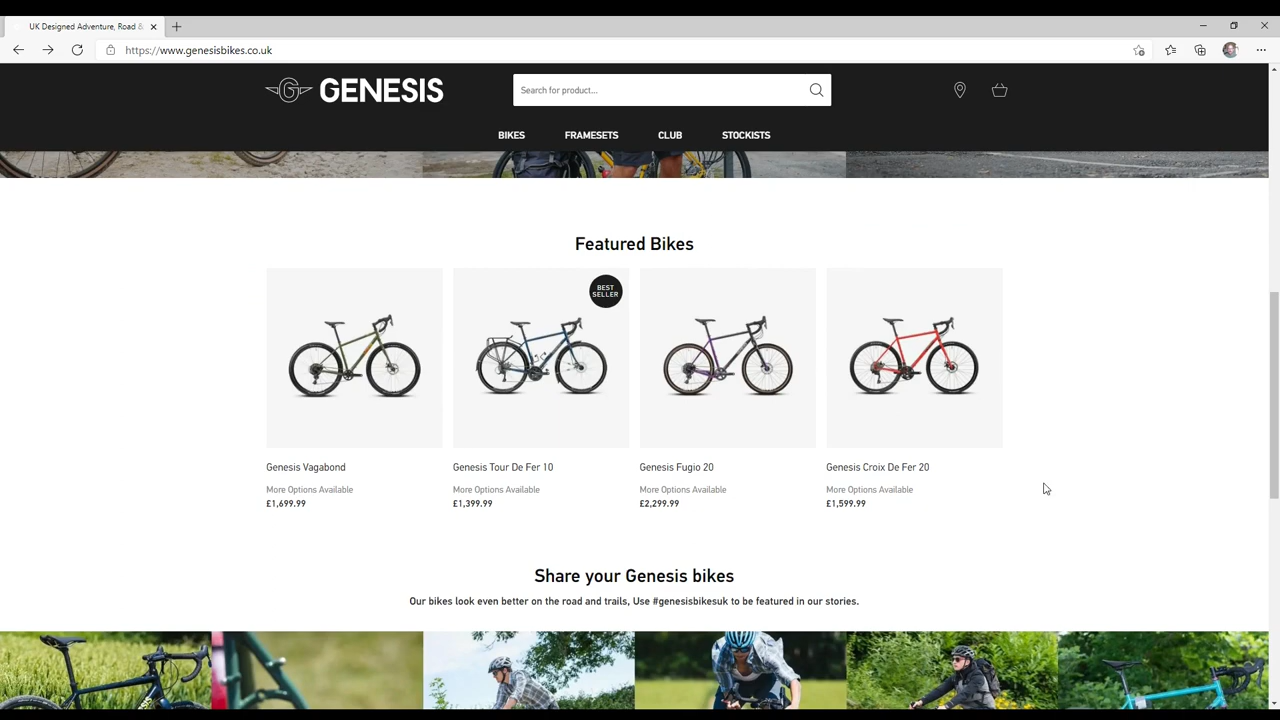 UK Designed Adventure, Road &
https://www.genesisbikes.co.uk
G GENESIS
Search for product...
BIKES FRAMESETS CLUB STOCKISTS
Featured Bikes
BEST
SELLER
Genesis Vagabond
More Options Available
£1,699.99
Genesis Tour De Fer 10
More Options Available
£1,399.99
Genesis Fugio 20
More Options Available
£2,299.99
Genesis Croix De Fer 20
More Options Available
£1,599.99
Share your Genesis bikes
Our bikes look even better on the road and trails, Use #genesisbikesuk to be featured in our stories.
GENESIS